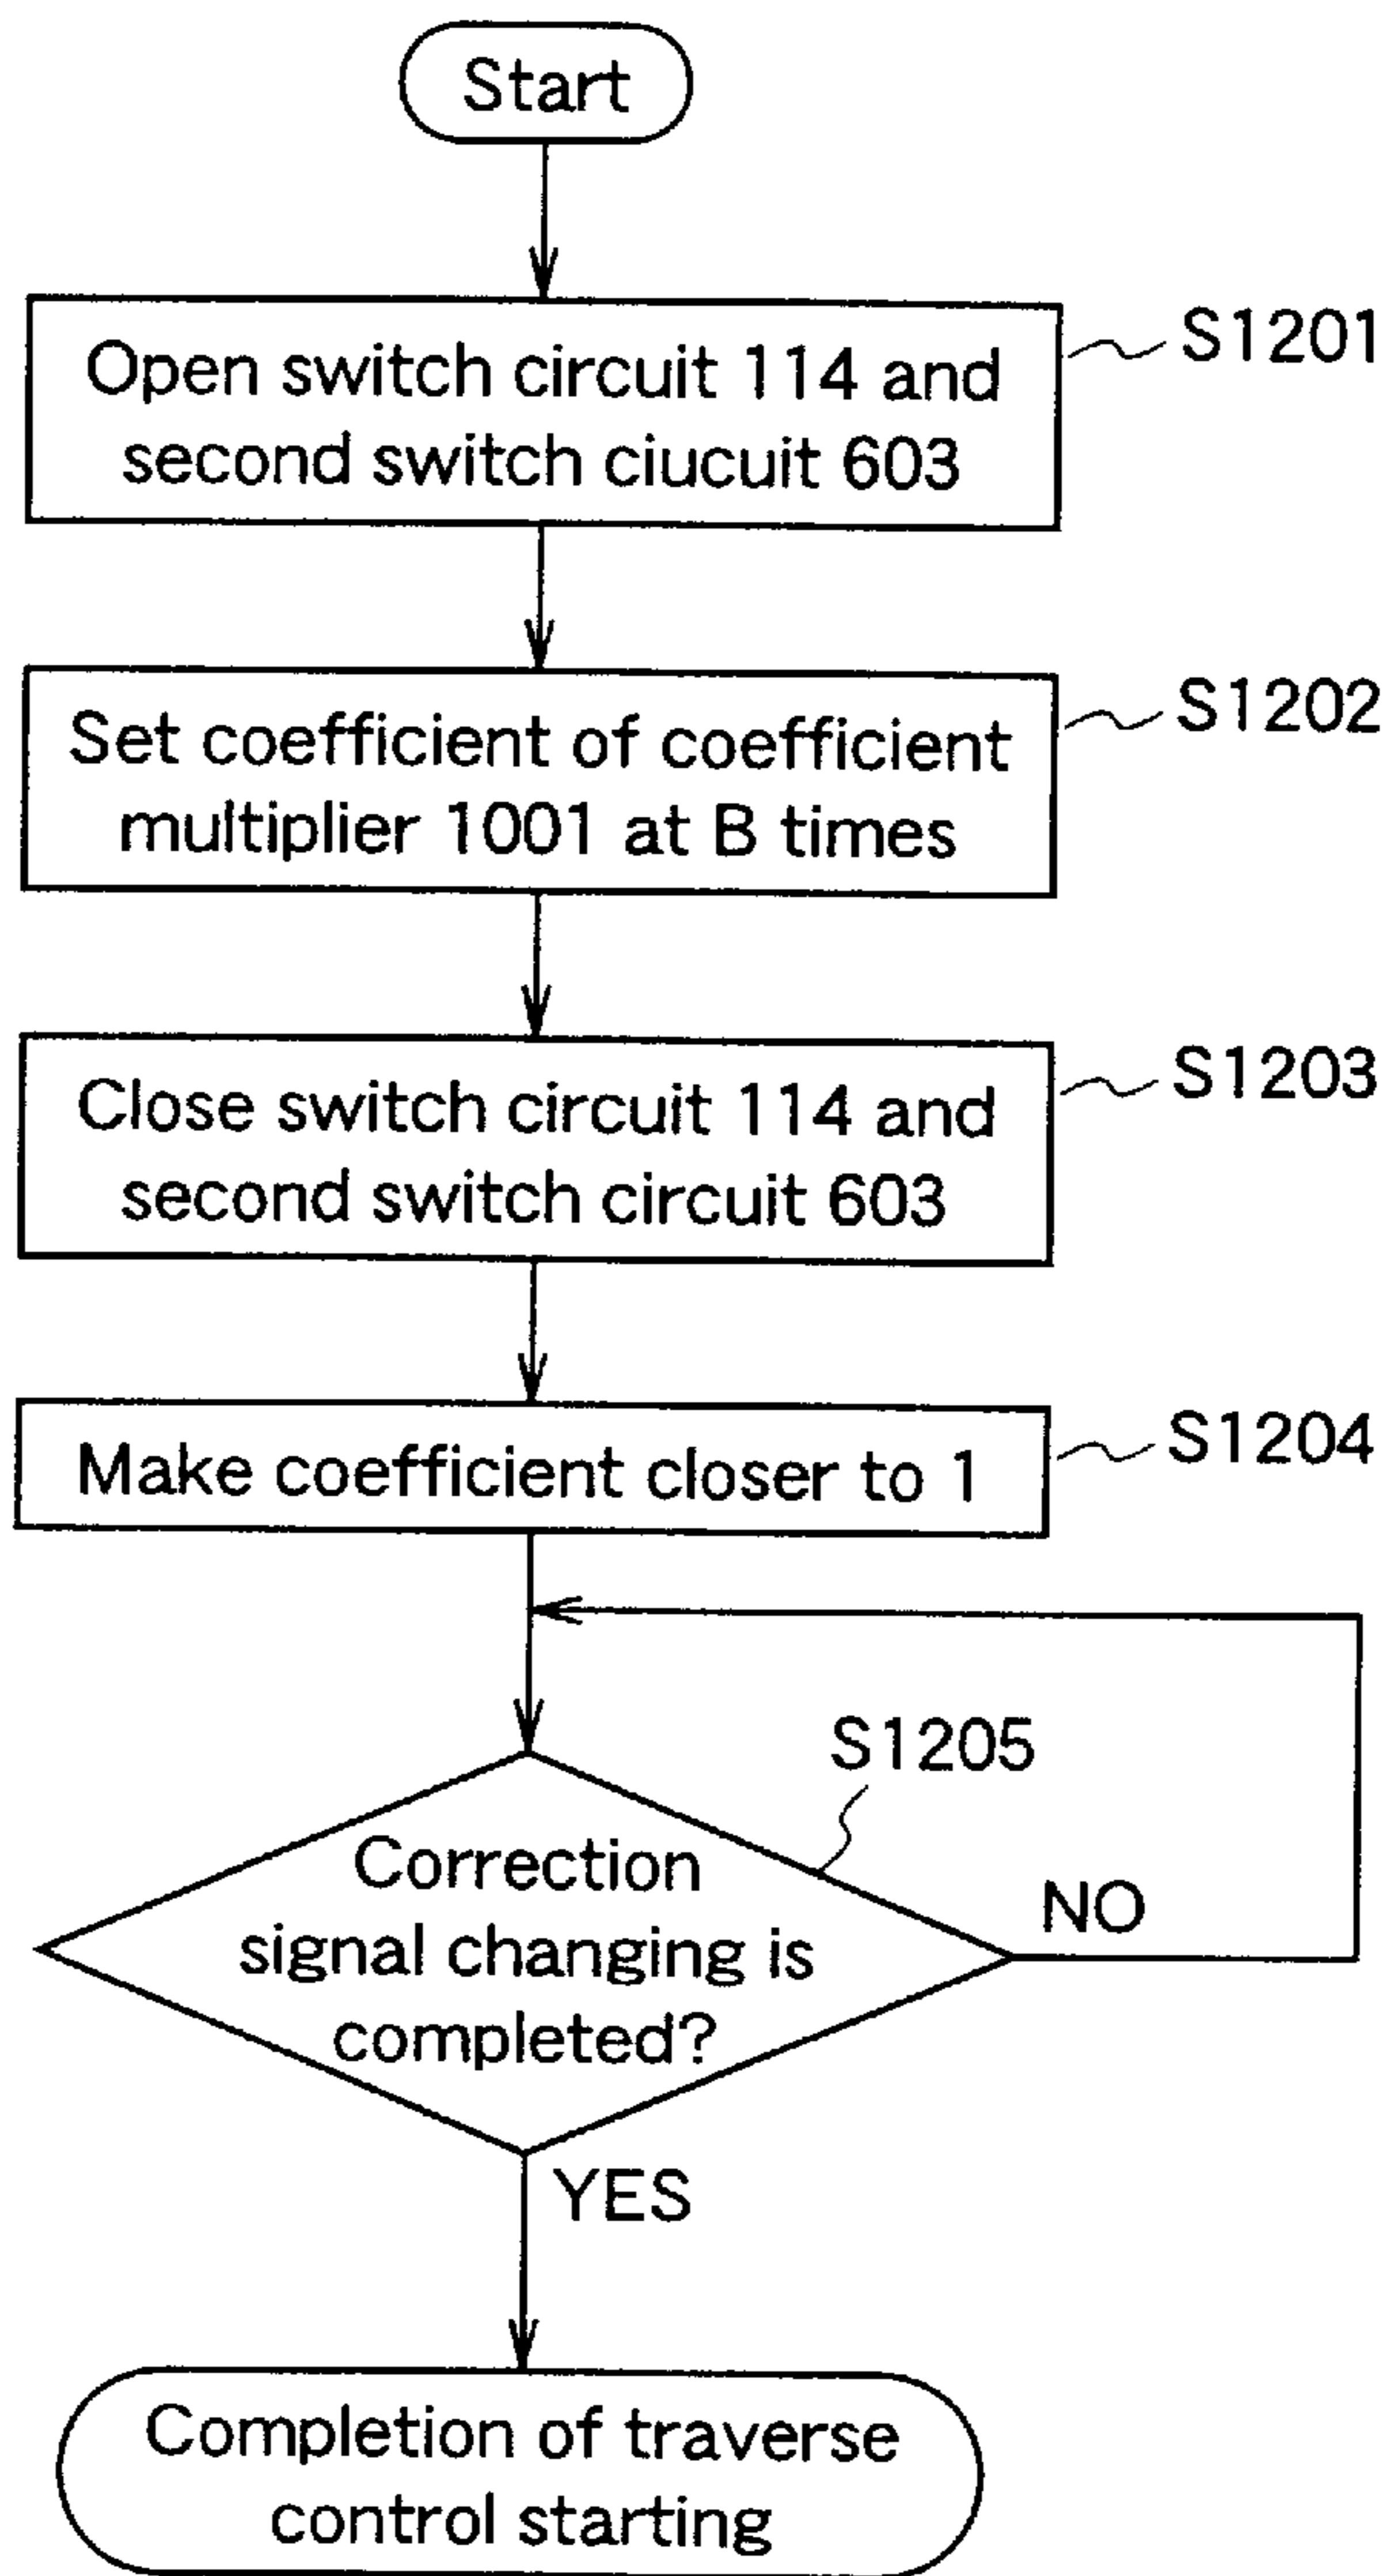 Start
Open switch circuit 114 and
second switch ciucuit 603
S1201
Set coefficient of coefficient
multiplier 1001 at B times
S1202
Close switch circuit 114 and
second switch circuit 603
S1203
Make coefficient closer to 1
S1204
S1205
Correction
signal changing is
completed?
NO
YES
Completion of traverse
control starting